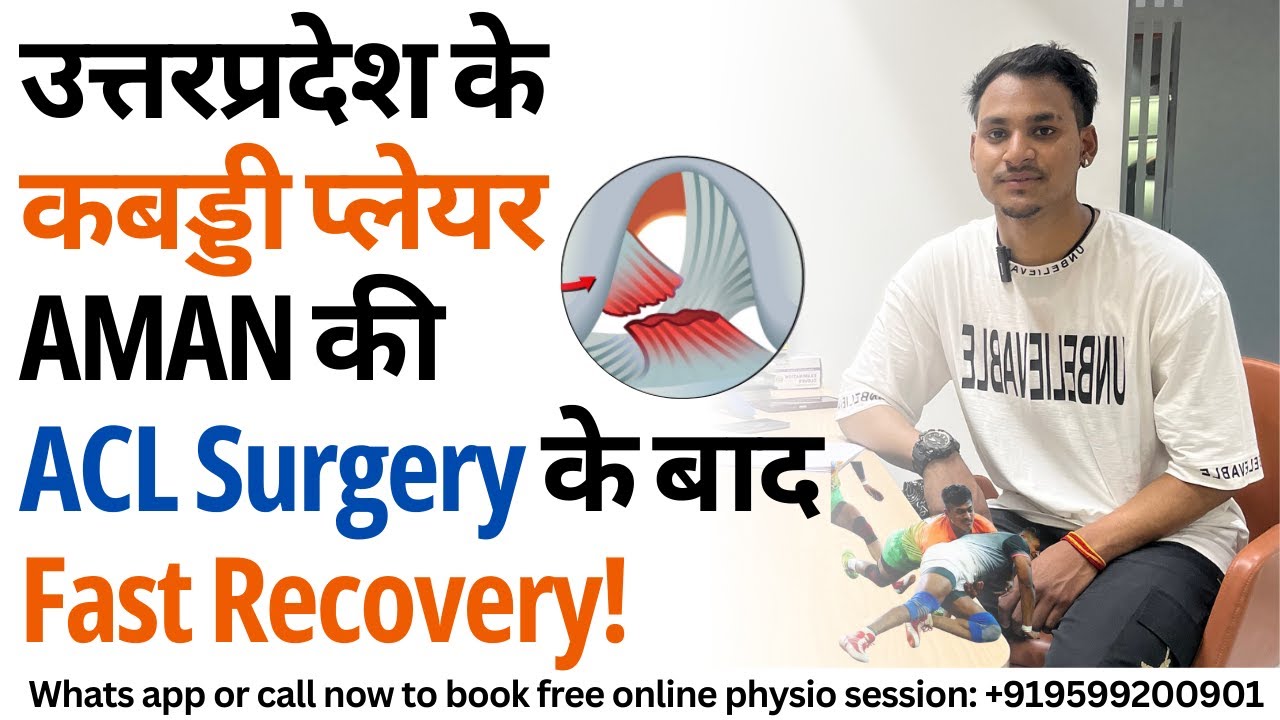 उत्तरप्रदेश के
कबड्डी प्लेयर
AMAN की
ACL Surgery के बाद
Fast Recovery!
UNBELIEVABLE
Whats app or call now to book free online physio session: +919599200901